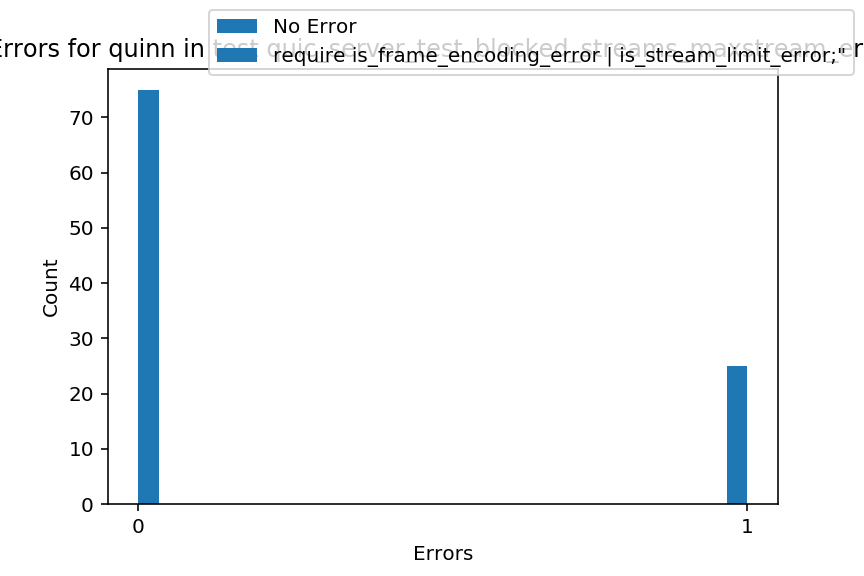 No Error
Errors for quinn in test_quic_server_test_blocked_streams_maxstream_er
require is_frame_encoding_error | is_stream_limit_error;"
70
60
50
40
30
20
10
0
Count
0 1
Errors